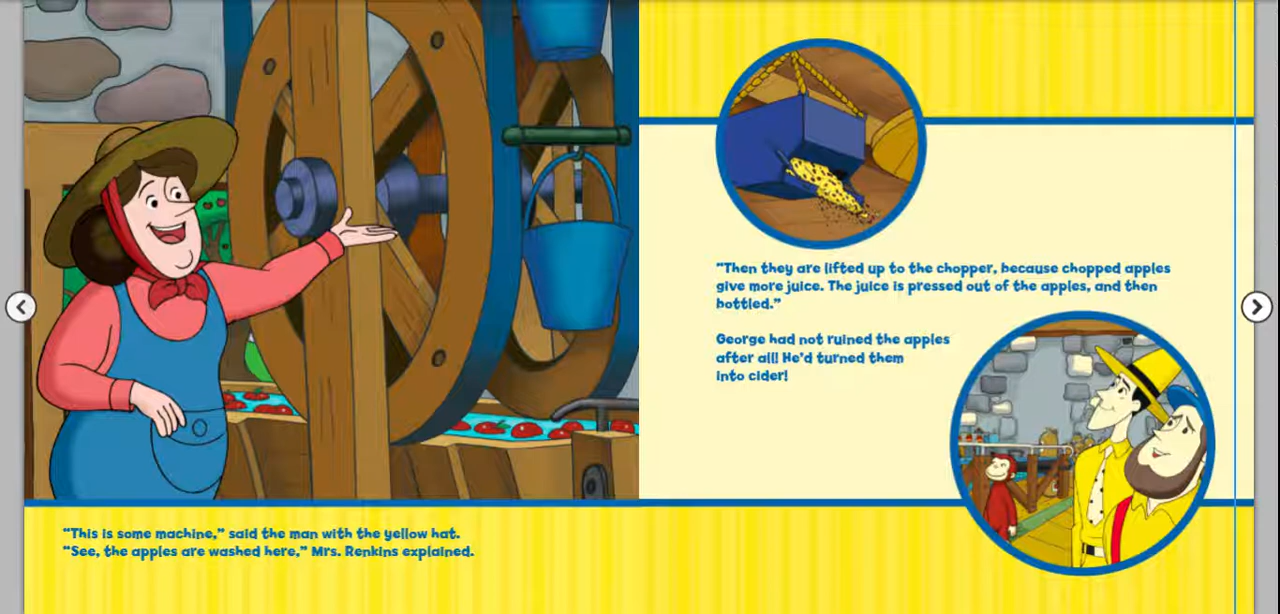 “This is some machine,” said the man with the yellow hat.
“See, the apples are washed here,” Mrs. Renkins explained.
“Then they are lifted up to the chopper, because chopped apples
give more juice. The juice is pressed out of the apples, and then
bottled.”
George had not ruined the apples
after all! He’d turned them
into cider!